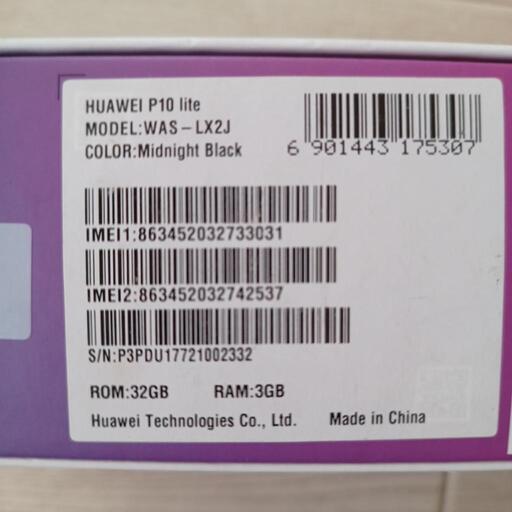 HUAWEI P10 lite
MODEL:WAS-LX2J
COLOR:Midnight Black
6 901443 175307
IMEI1:863452032733031
IMEI2:863452032742537
S/N:P3PDU17721002332
ROM:32GB RAM:3GB
Huawei Technologies Co., Ltd. Made in China